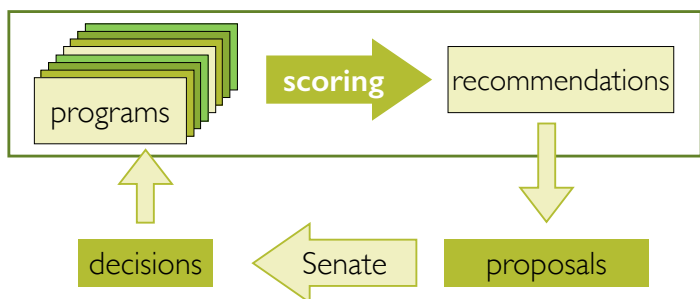 programs
scoring
recommendations
decisions
Senate
proposals